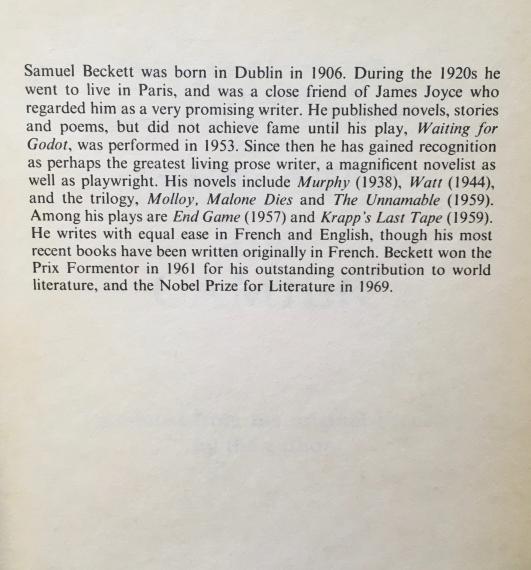 Samuel Beckett was born in Dublin in 1906. During the 1920s he
went to live in Paris, and was a close friend of James Joyce who
regarded him as a very promising writer. He published novels, stories
and poems, but did not achieve fame until his play, Waiting for
Godot, was performed in 1953. Since then he has gained recognition
as perhaps the greatest living prose writer, a magnificent novelist as
well as playwright. His novels include Murphy (1938), Watt (1944),
and the trilogy, Molloy, Malone Dies and The Unnamable (1959).
Among his plays are End Game (1957) and Krapp's Last Tape (1959).
He writes with equal ease in French and English, though his most
recent books have been written originally in French. Beckett won the
Prix Formentor in 1961 for his outstanding contribution to world
literature, and the Nobel Prize for Literature in 1969.